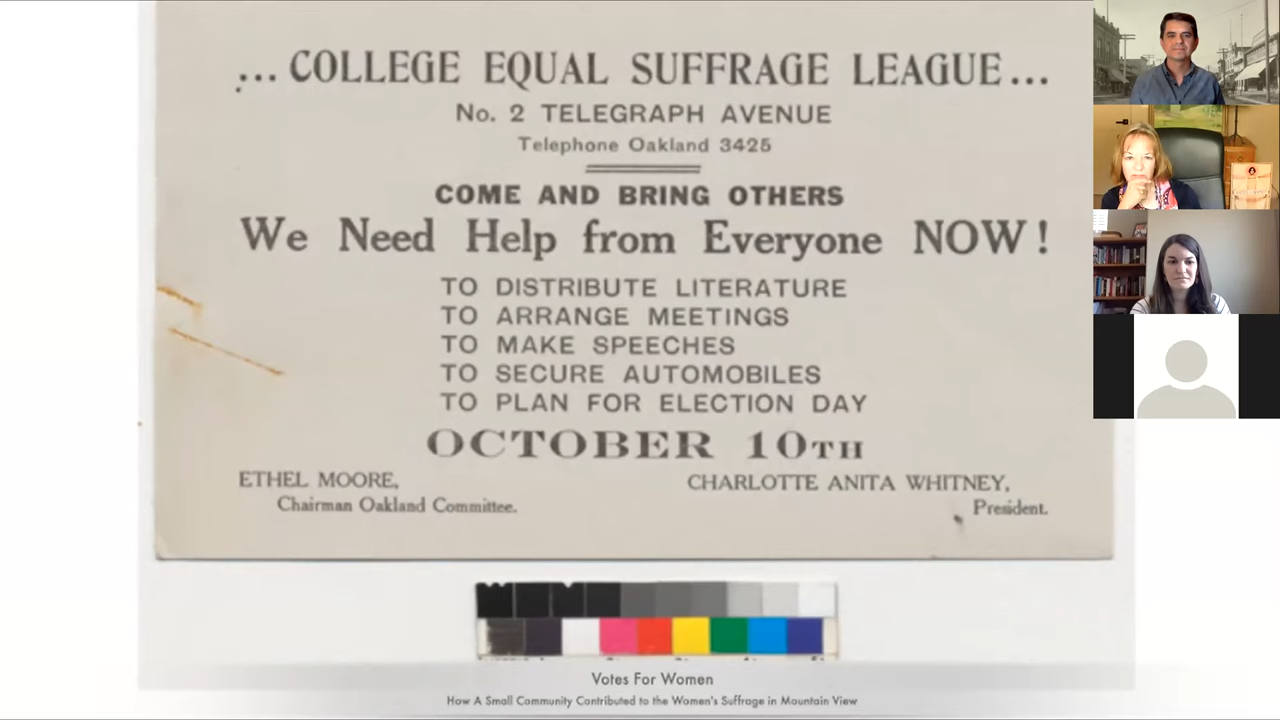 ...COLLEGE EQUAL SUFFRAGE LEAGUE...
No. 2 TELEGRAPH AVENUE
Telephone Oakland 3425
COME AND BRING OTHERS
We Need Help from Everyone NOW!
TO DISTRIBUTE LITERATURE
TO ARRANGE MEETINGS
TO MAKE SPEECHES
TO SECURE AUTOMOBILES
TO PLAN FOR ELECTION DAY
OCTOBER 10TH
ETHEL MOORE,
Chairman Oakland Committee.
CHARLOTTE ANITA WHITNEY,
President.
Votes For Women
How A Small Community Contributed to the Women's Suffrage in Mountain View